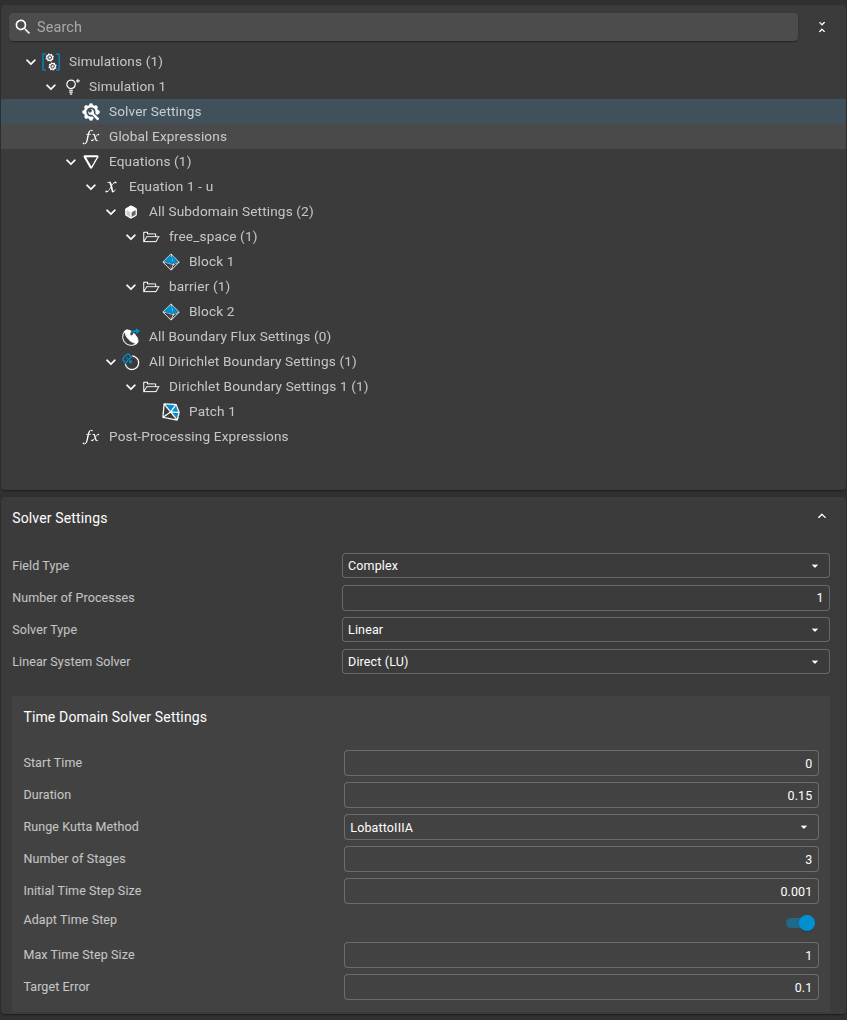 Search
Simulations (1)
Simulation 1
Solver Settings
fx Global Expressions
Equations (1)
x Equation 1 - u
All Subdomain Settings (2)
free_space (1)
Block 1
barrier (1)
Block 2
All Boundary Flux Settings (0)
All Dirichlet Boundary Settings (1)
Dirichlet Boundary Settings 1 (1)
Patch 1
fx Post-Processing Expressions
Solver Settings
Field Type Complex
Number of Processes 1
Solver Type Linear
Linear System Solver Direct (LU)
Time Domain Solver Settings
Start Time 0
Duration 0.15
Runge Kutta Method LobattoIIIA
Number of Stages 3
Initial Time Step Size 0.001
Adapt Time Step
Max Time Step Size 1
Target Error 0.1